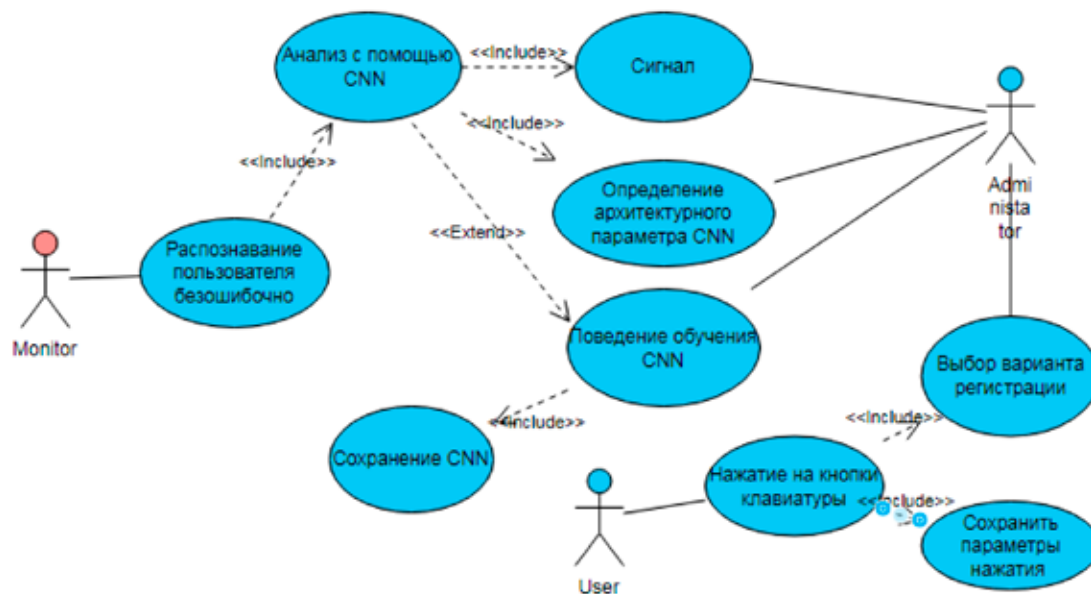 Анализ с помощью
CNN
<<Include>>
Сигнал
<<Include>>
<<Include>>
Определение
архитектурного
параметра CNN
Admi
nista
tor
Распознавание
пользователя
безошибочно
<<Extend>>
Monitor
Поведение обучения
CNN
Выбор варианта
регистрации
<<Include>>
<<Include>>
Сохранение CNN
Нажатие на кнопки
клавиатуры
<<Include>>
Сохранить
параметры
нажатия
User